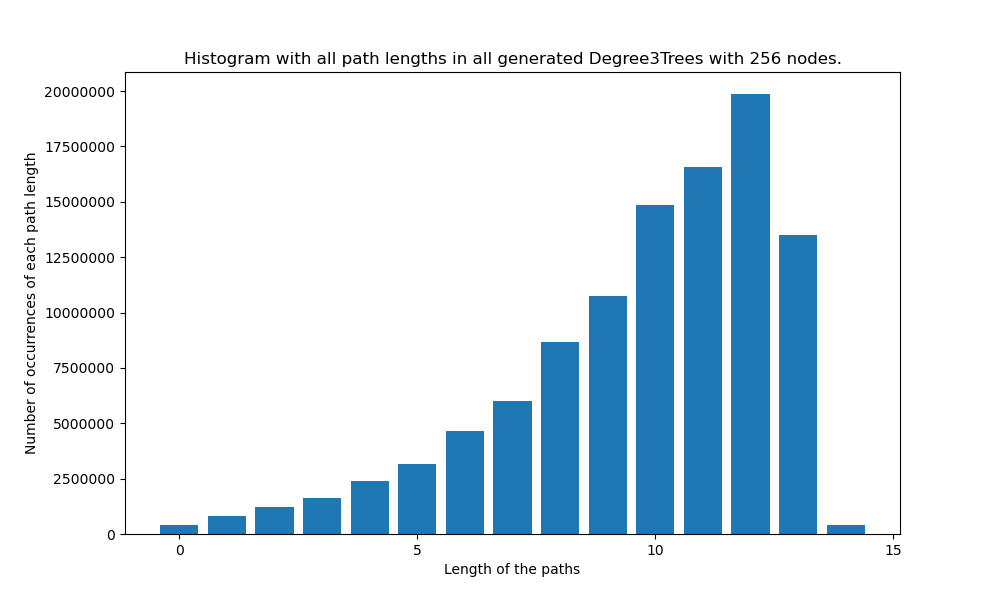 Histogram with all path lengths in all generated Degree3Trees with 256 nodes.
Number of occurrences of each path length
20000000
17500000
15000000
12500000
10000000
7500000
5000000
2500000
0
0 5 10 15
Length of the paths